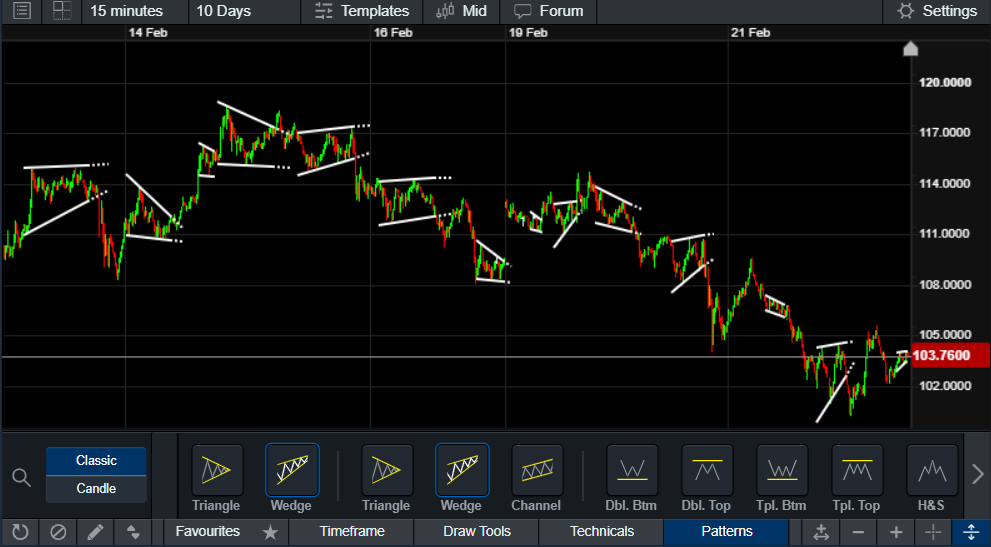 15 minutes 10 Days Templates Mid Forum Settings
14 Feb 16 Feb 19 Feb 21 Feb
120.0000
117.0000
114.0000
111.0000
108.0000
105.0000
103.7600
102.0000
Classic
Candle
Triangle Wedge Triangle Wedge Channel Dbl. Btm Dbl. Top Tpl. Btm Tpl. Top H&S
Favourites Timeframe Draw Tools Technicals Patterns